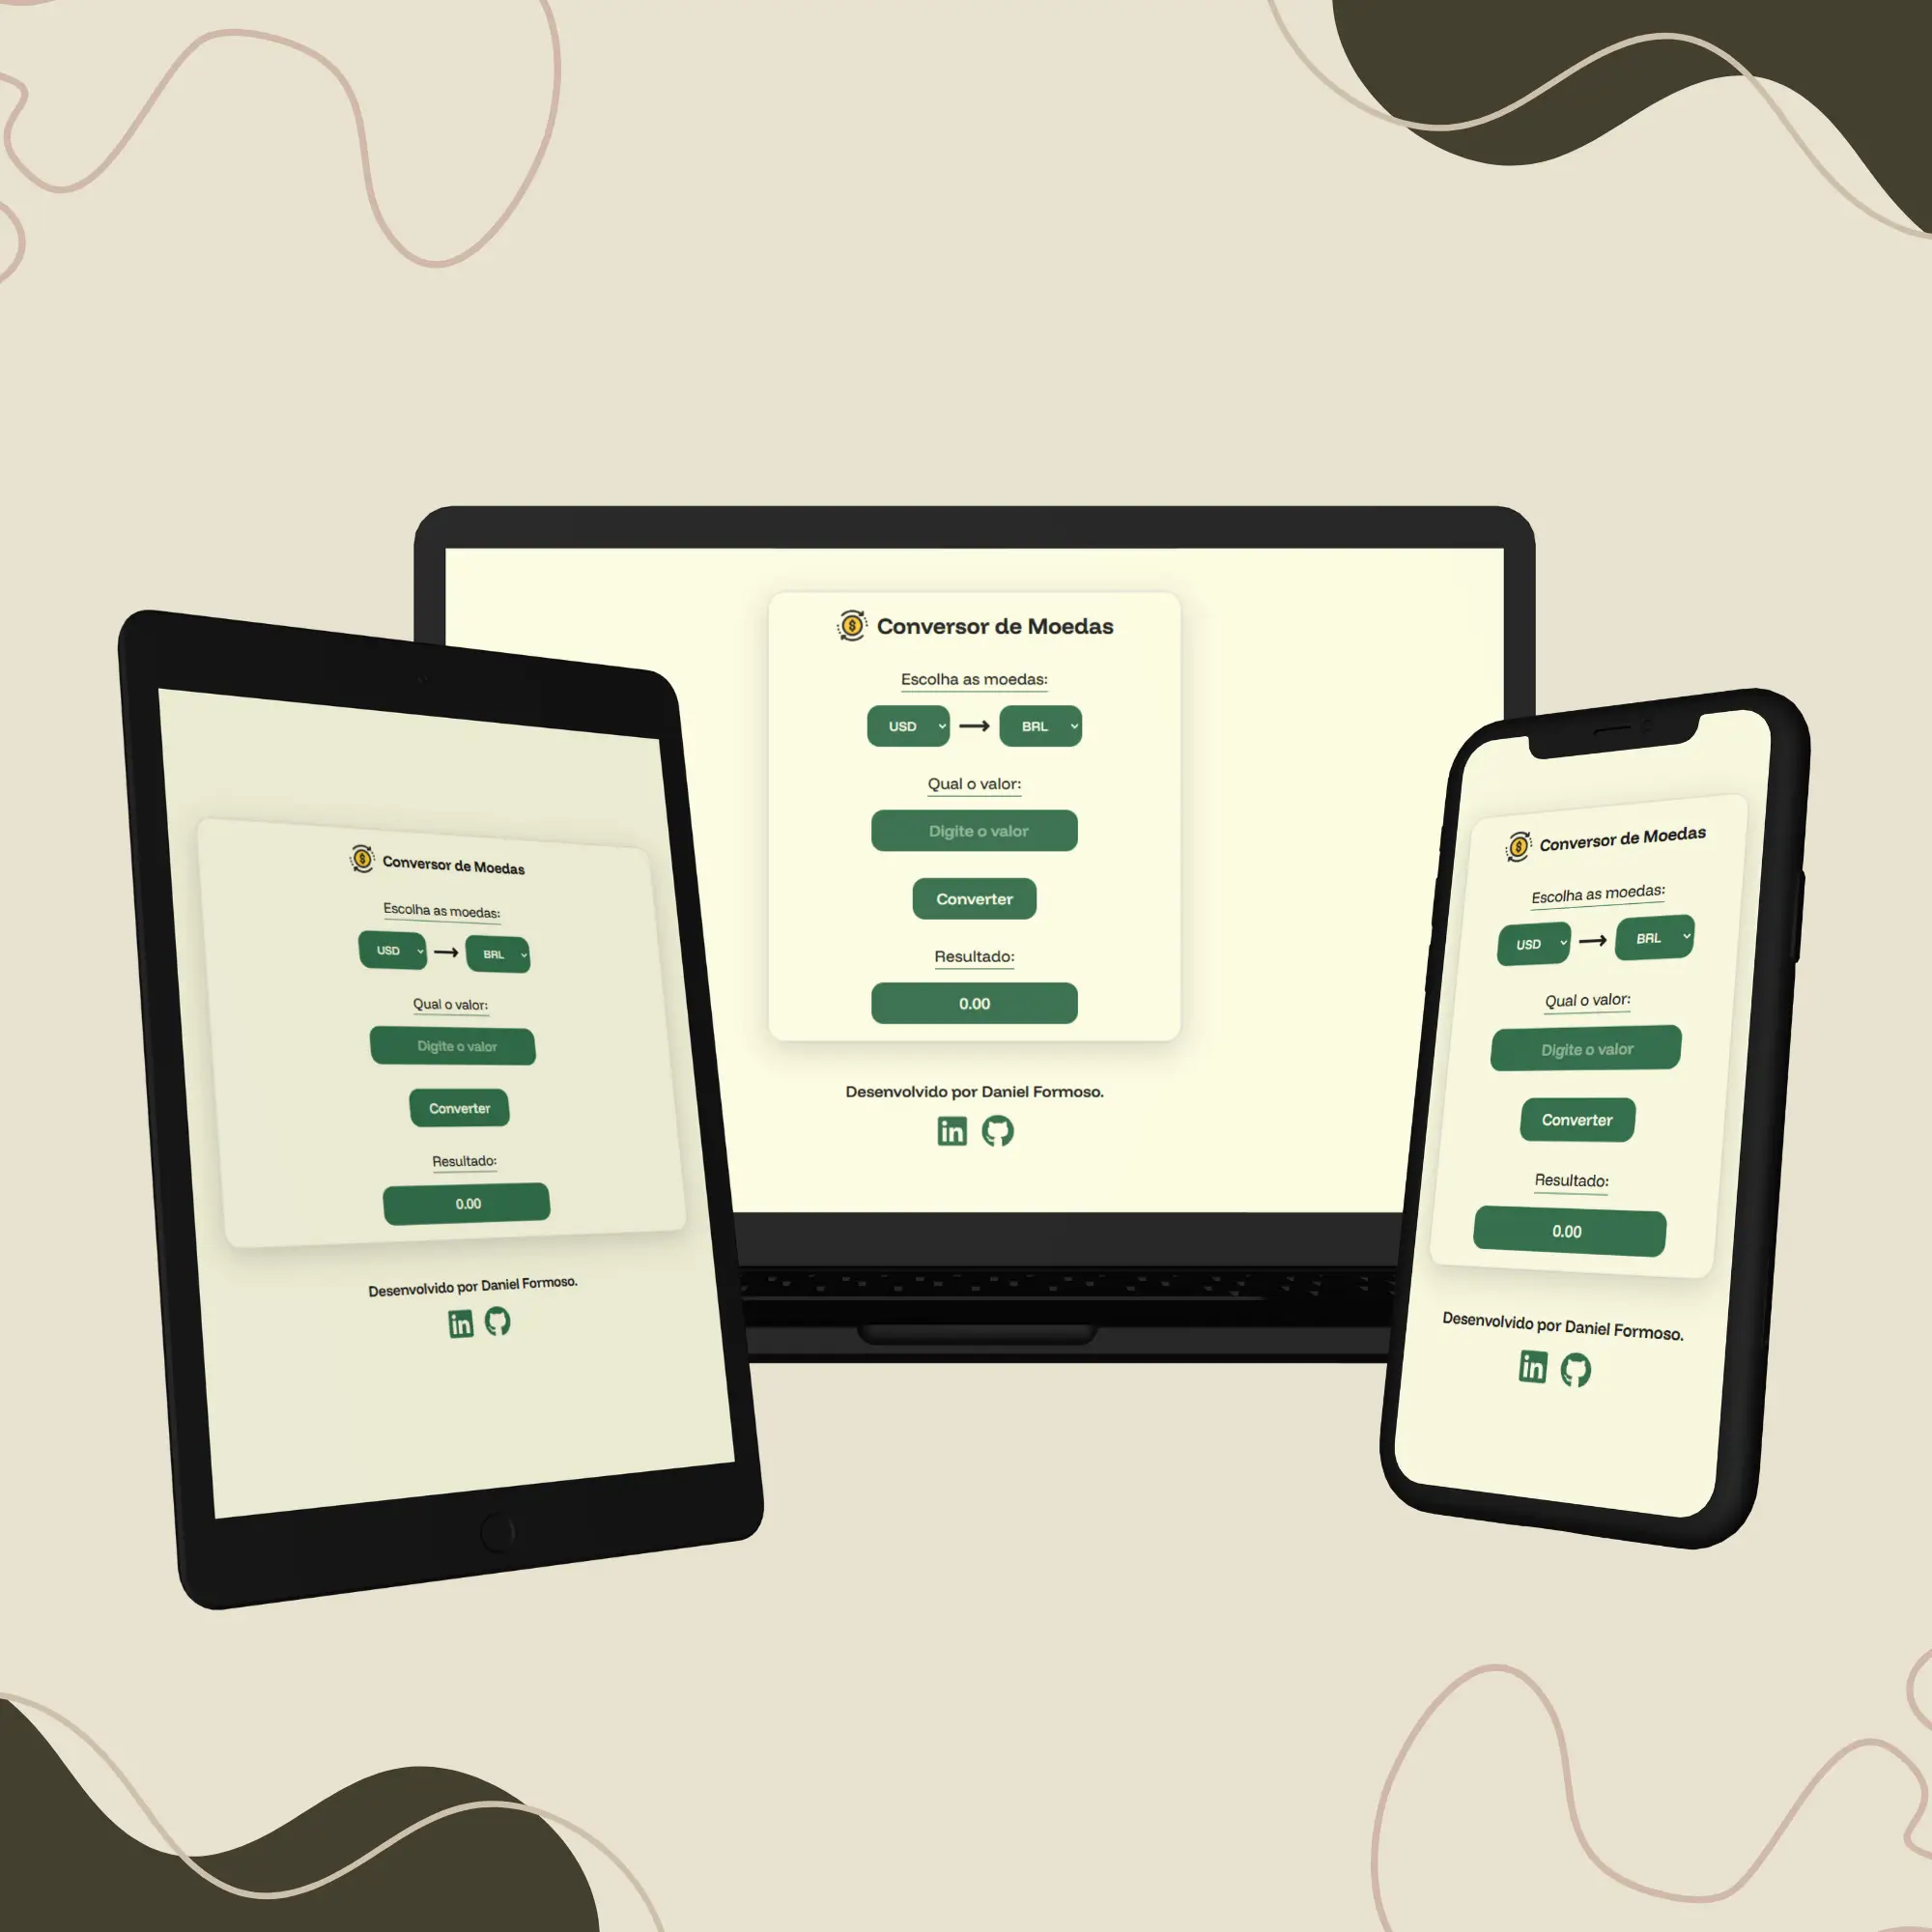 Conversor de Moedas
Escolha as moedas:
USD BRL
Qual o valor:
Digite o valor
Converter
Resultado:
0.00
Desenvolvido por Daniel Formoso.
in
Conversor de Moedas
Escolha as moedas:
USD BRL
Qual o valor:
Digite o valor
Converter
Resultado:
0.00
Desenvolvido por Daniel Formoso.
in
Conversor de Moedas
Escolha as moedas:
USD BRL
Qual o valor:
Digite o valor
Converter
Resultado:
0.00
Desenvolvido por Daniel Formoso.
in